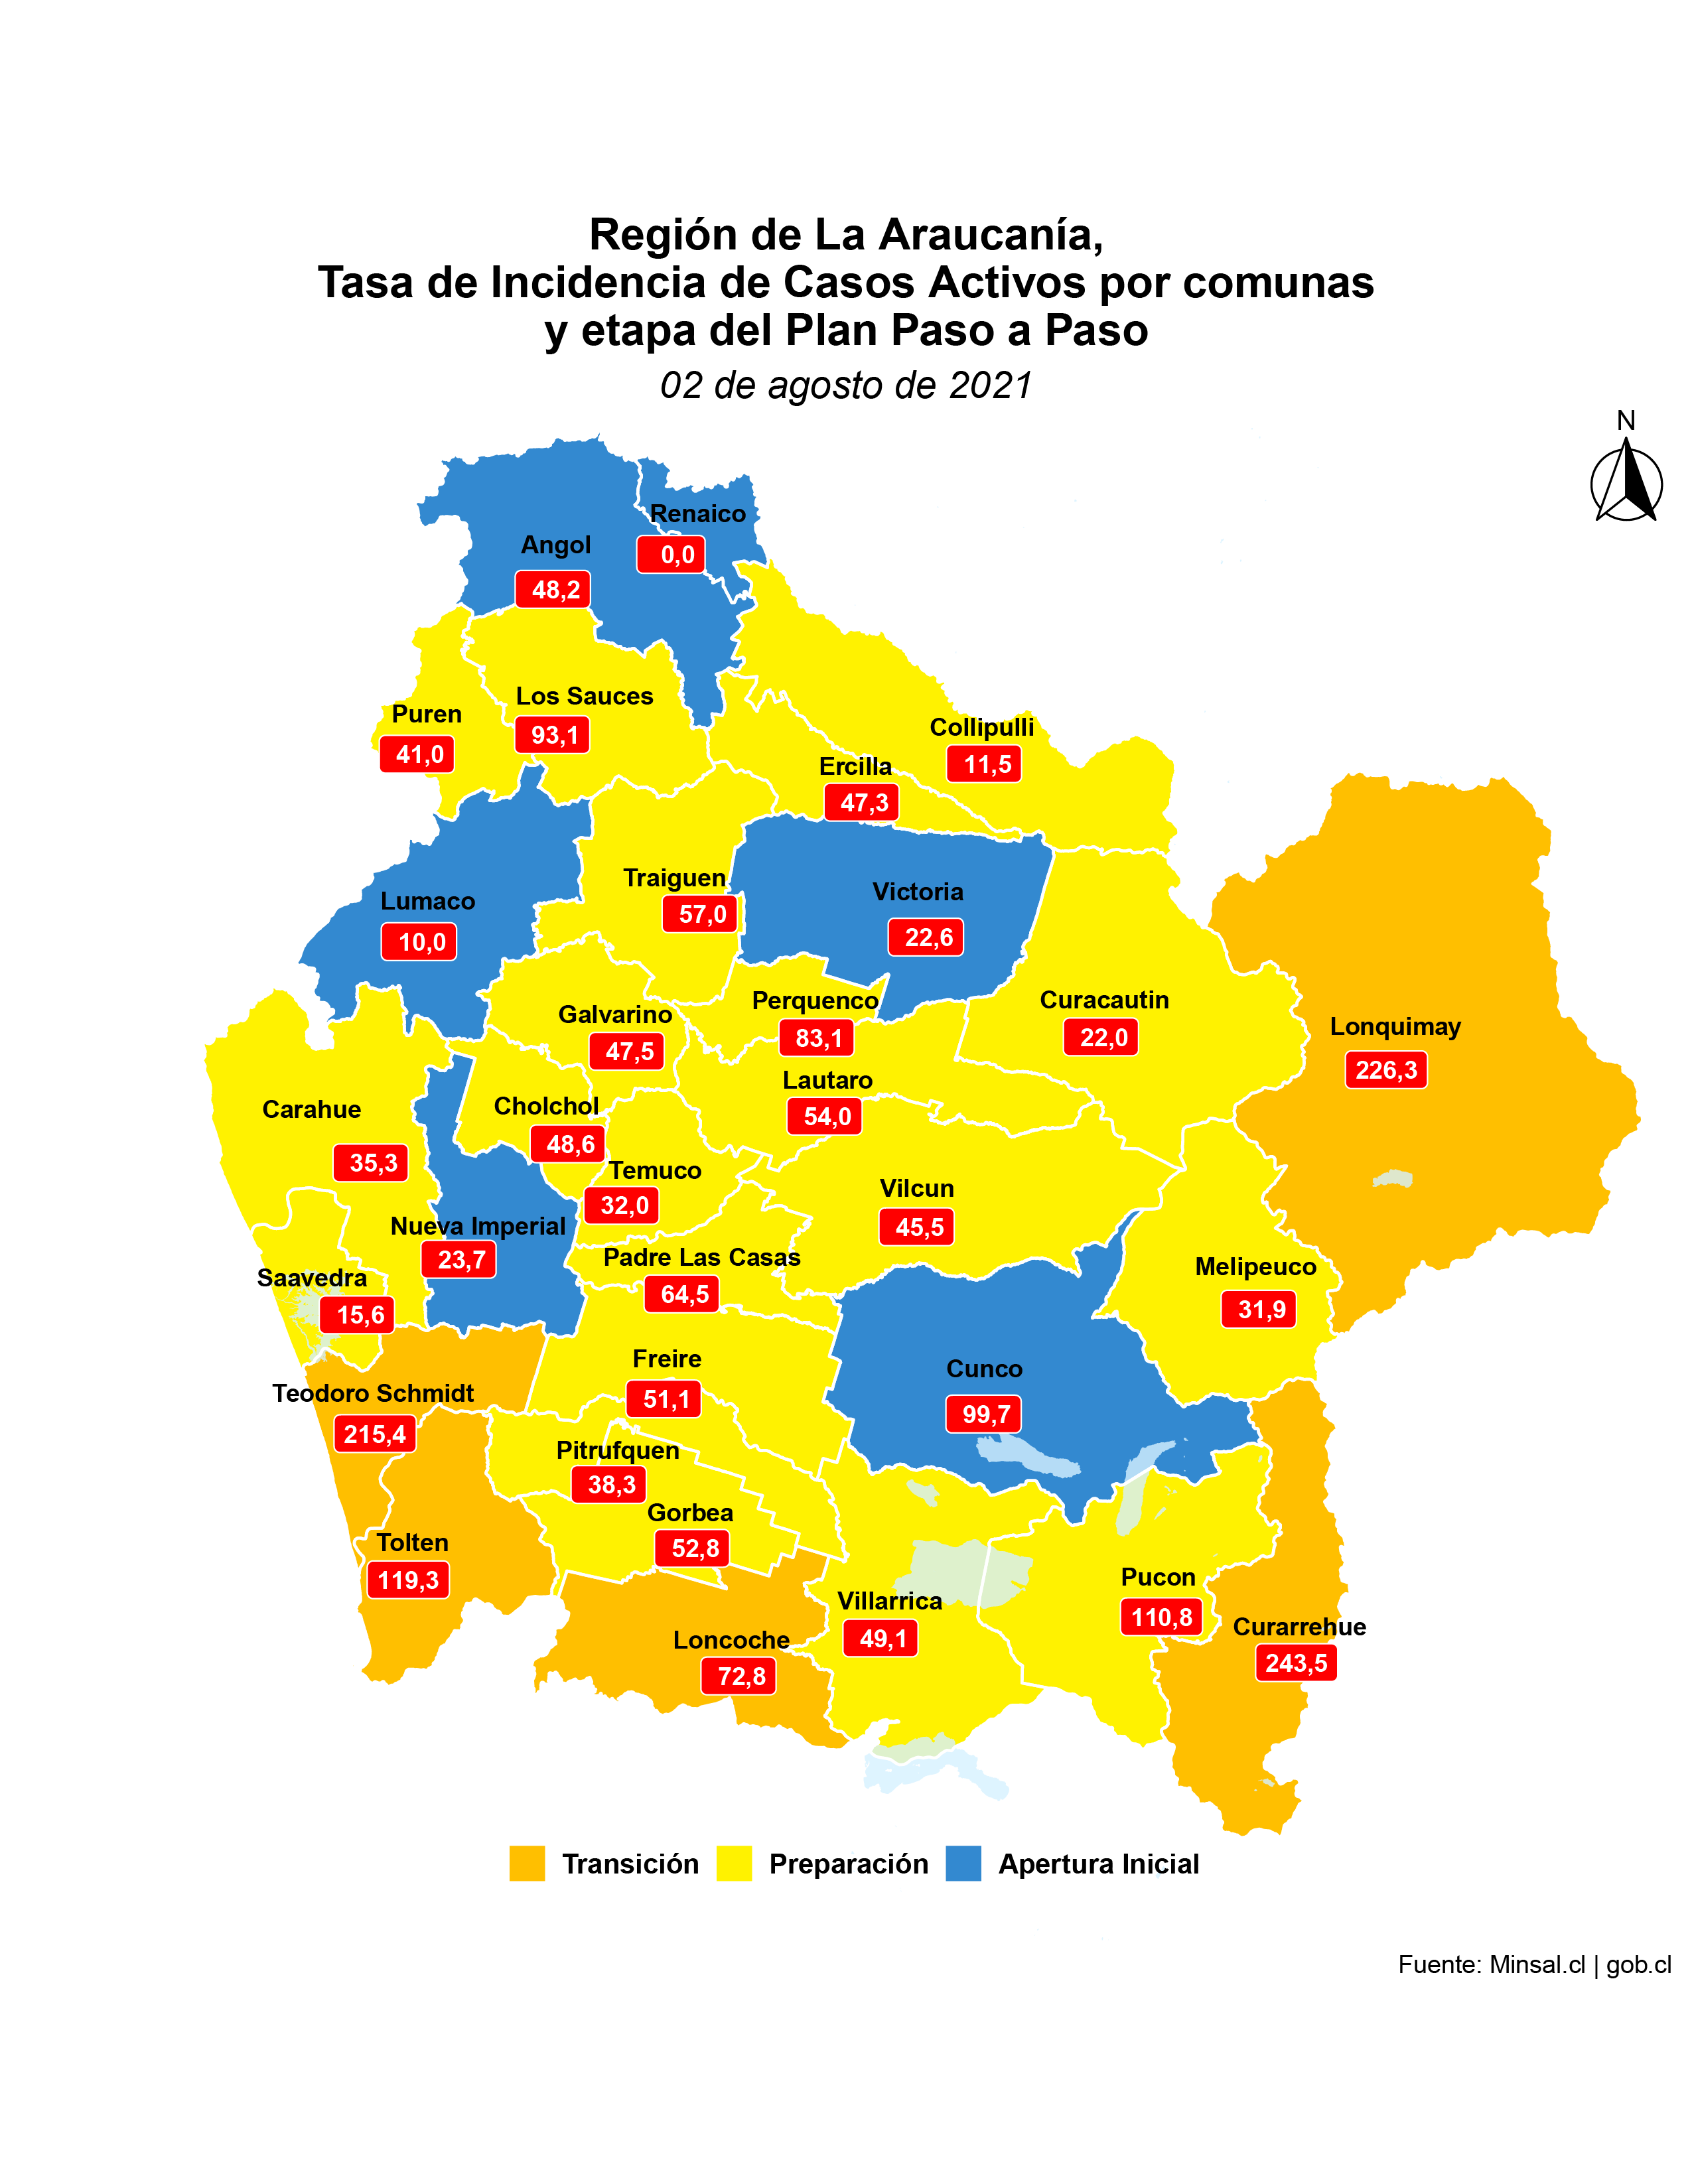 Región de La Araucanía,
Tasa de Incidencia de Casos Activos por comunas
y etapa del Plan Paso a Paso
02 de agosto de 2021
N
Renaico
0,0
Angol
48,2
Los Sauces
93,1
Puren
41,0
Collipulli
11,5
Ercilla
47,3
Traiguen
57,0
Victoria
22,6
Lumaco
10,0
Galvarino
47,5
Perquenco
83,1
Curacautin
22,0
Lonquimay
226,3
Lautaro
54,0
Cholchol
48,6
Carahue
35,3
Temuco
32,0
Vilcun
45,5
Nueva Imperial
23,7
Padre Las Casas
64,5
Melipeuco
31,9
Saavedra
15,6
Freire
51,1
Cunco
99,7
Teodoro Schmidt
215,4
Pitrufquen
38,3
Gorbea
52,8
Tolten
119,3
Pucon
110,8
Villarrica
49,1
Curarrehue
243,5
Loncoche
72,8
Transición
Preparación
Apertura Inicial
Fuente: Minsal.cl | gob.cl